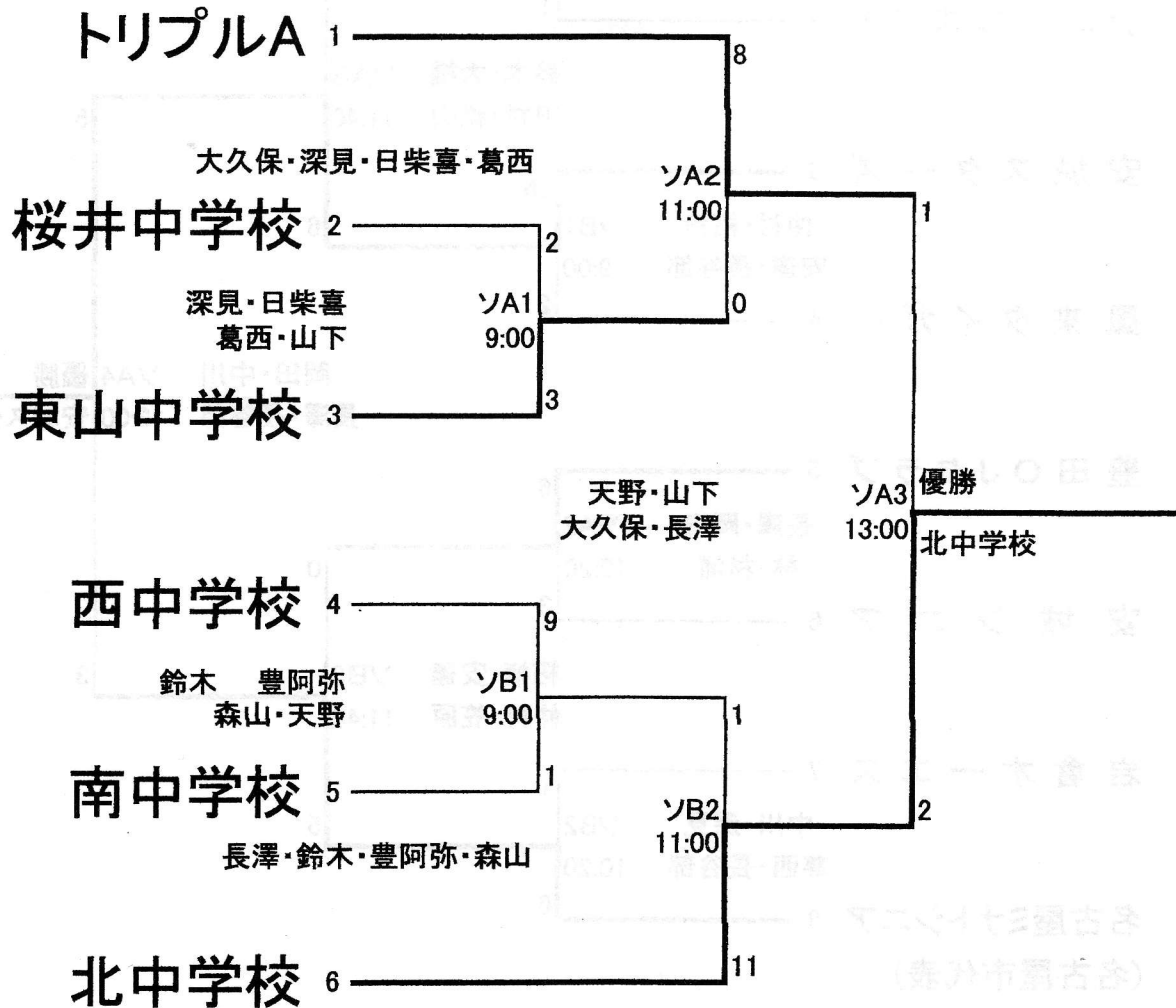 トリプルA 1
8
大久保・深見・日柴喜・葛西
ソA2
11:00
1
桜井中学校 2
2
深見・日柴喜
葛西・山下
ソA1
9:00
0
東山中学校 3
3
天野・山下
大久保・長澤
ソA3
13:00
優勝
北中学校
西中学校 4
9
鈴木 豊阿弥
森山・天野
ソB1
9:00
1
南中学校 5
1
長澤・鈴木・豊阿弥・森山
ソB2
11:00
2
北中学校 6
11